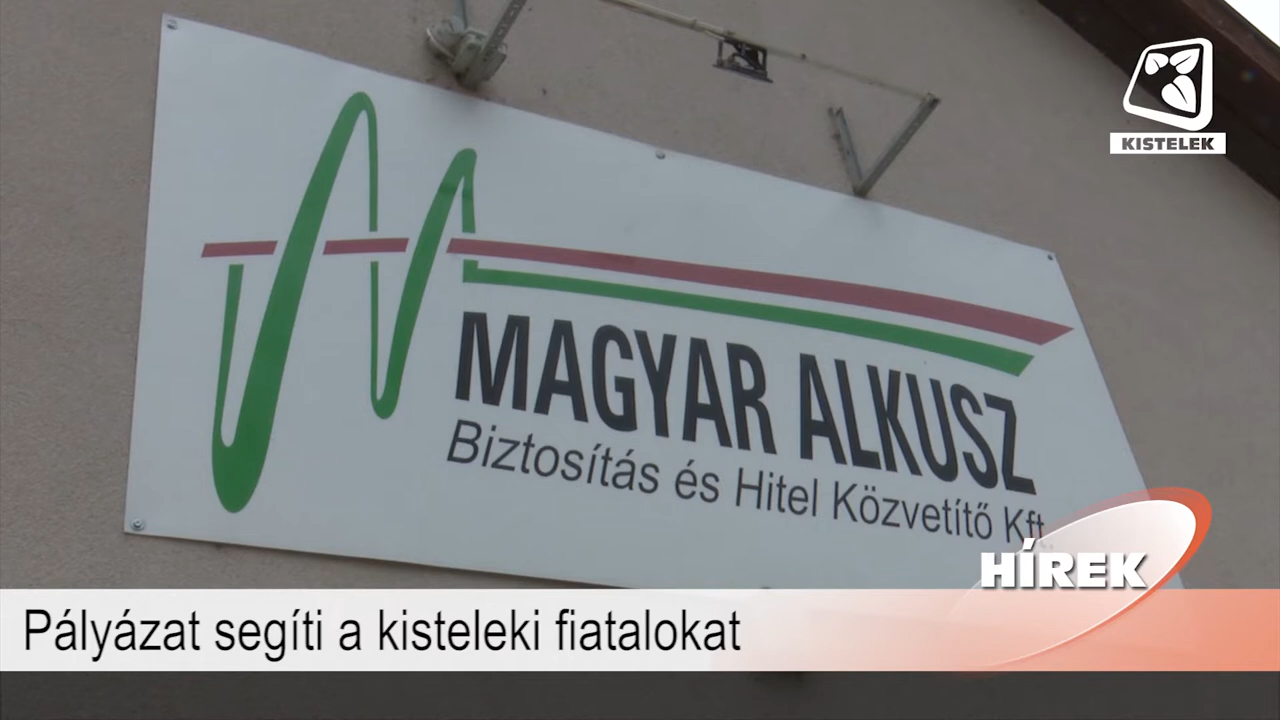 KISTELEK
MAGYAR ALKUSZ
Biztosítás és Hitel Közvetítő Kft.
HÍREK
Pályázat segíti a kisteleki fiatalokat